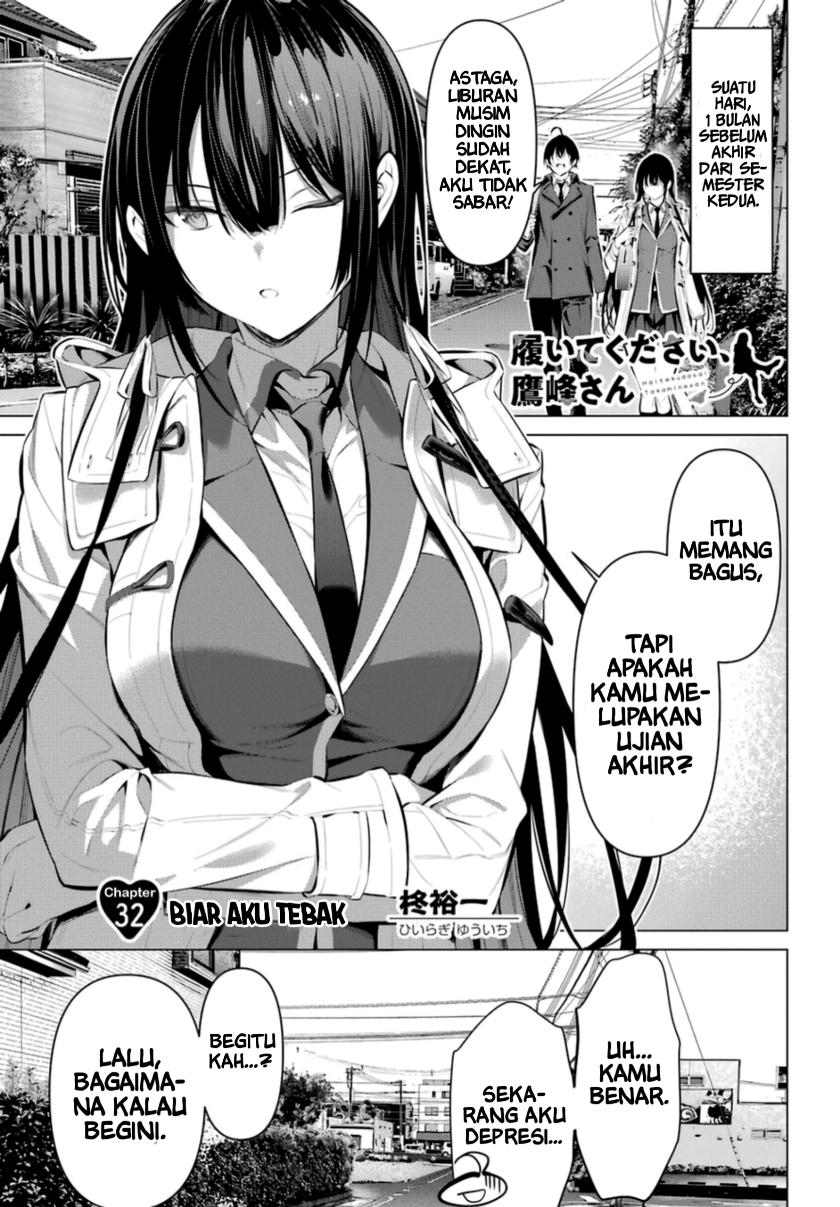 SUATU
HARI,
1 BULAN
SEBELUM
AKHIR
DARI SE-
MESTER
KEDUA.
ASTAGA,
LIBURAN
MUSIM
DINGIN
SUDAH
DEKAT,
AKU TIDAK
SABAR!
履いてください、
鷹峰さん
ITU
MEMANG
BAGUS,
TAPI
APAKAH
KAMU ME-
LUPAKAN
UJIAN
AKHIR?
Chapter
32
BIAR AKU TEBAK
柊裕一
ひいらぎ ゆういち
UH...
KAMU
BENAR.
SEKA-
RANG AKU
DEPRESI...
BEGITU
KAH...?
LALU,
BAGAIMA-
NA KALAU
BEGINI.